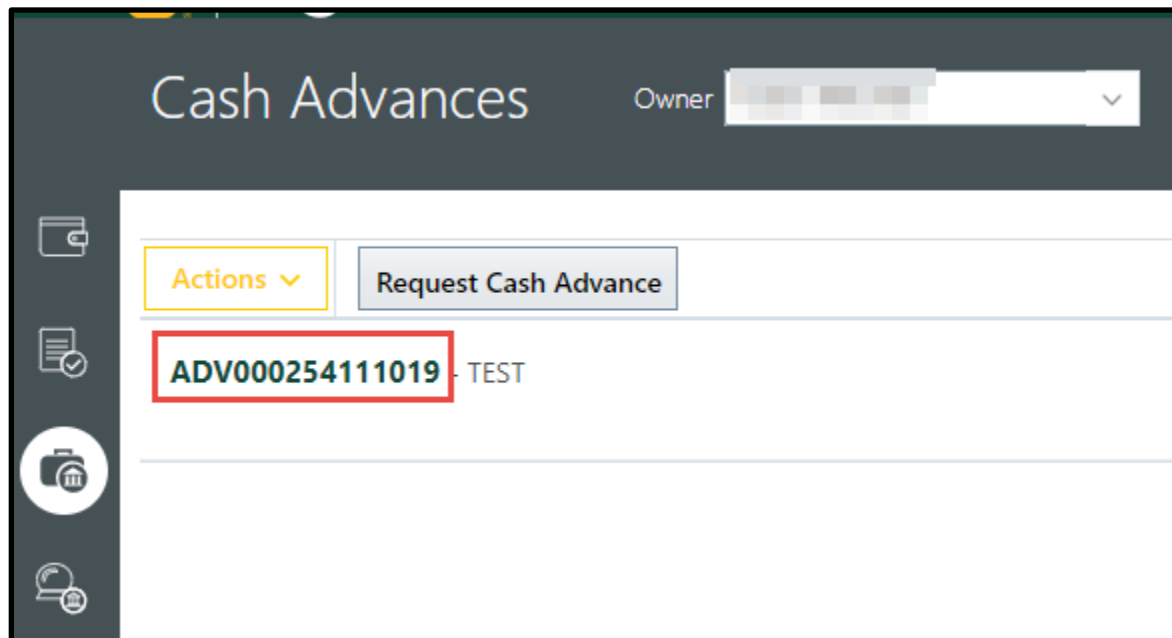 Cash Advances Owner
Actions Request Cash Advance
ADV000254111019 - TEST